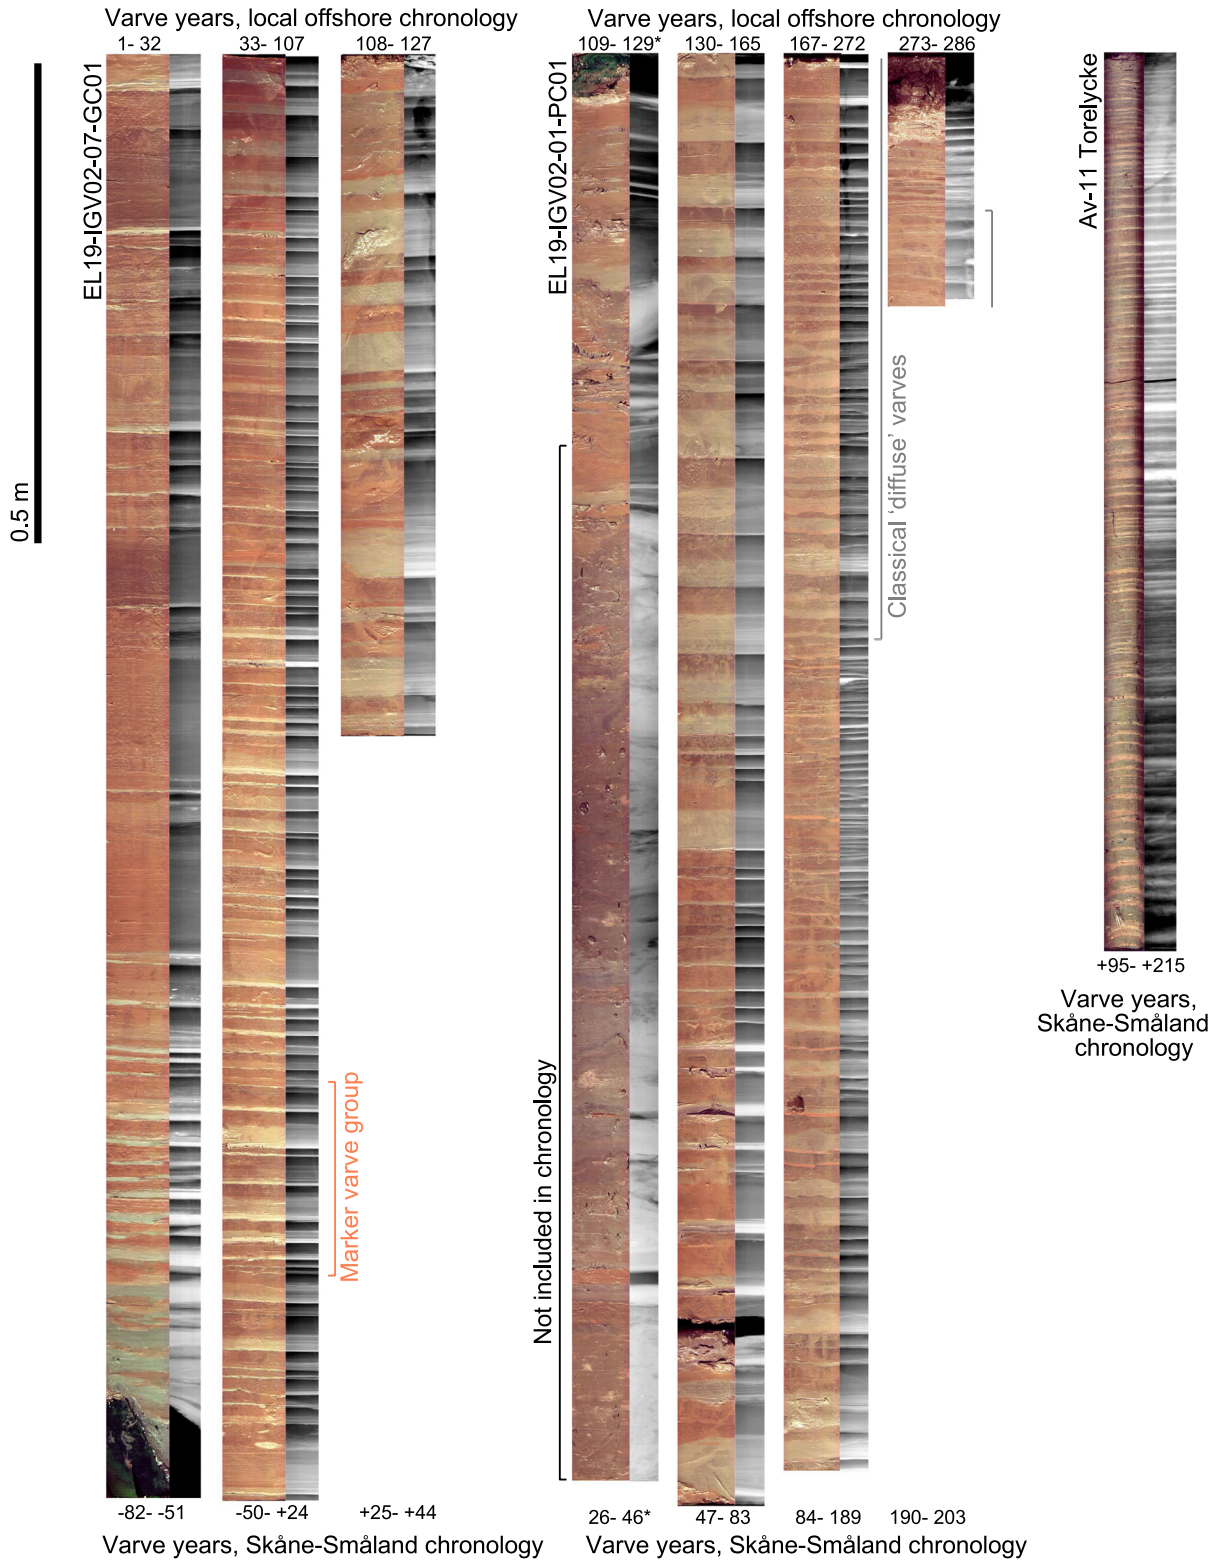 Varve years, local offshore chronology
1- 32
33- 107
108- 127
EL19-IGV02-07-GC01
0.5 m
Marker varve group
-82- -51
-50- +24
+25- +44
Varve years, Skåne-Småland chronology
Varve years, local offshore chronology
109- 129*
130- 165
167- 272
273- 286
EL19-IGV02-01-PC01
Classical ‘diffuse’ varves
Not included in chronology
26- 46*
47- 83
84- 189
190- 203
Varve years, Skåne-Småland chronology
Av-11 Torelycke
+95- +215
Varve years,
Skåne-Småland
chronology